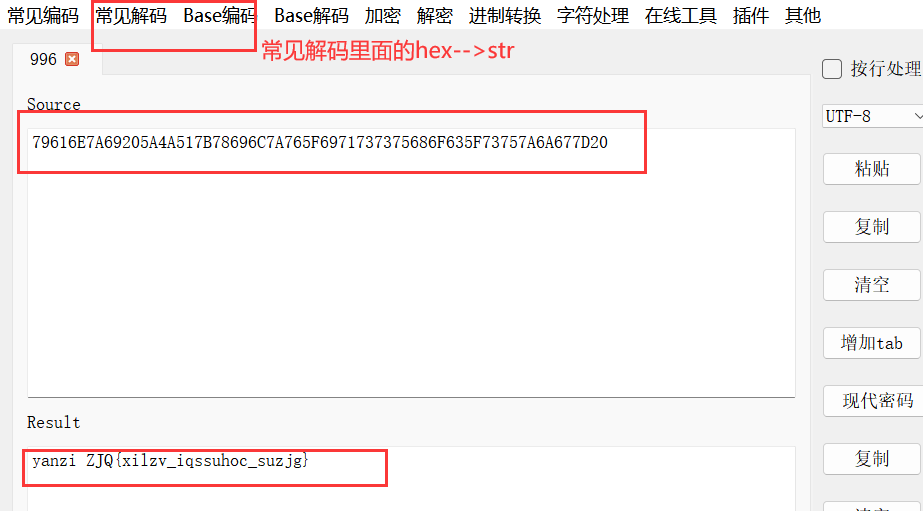 常见编码 常见解码 Base编码 Base解码 加密 解密 进制转换 字符处理 在线工具 插件 其他
常见解码里面的hex-->str
996
按行处理
Source
UTF-8
79616E7A69205A4A517B78696C7A765F6971737375686F635F73757A6A677D20
粘贴
复制
清空
增加tab
现代密码
Result
复制
yanzi ZJQ{xilzv_iqssuhoc_suzjg}